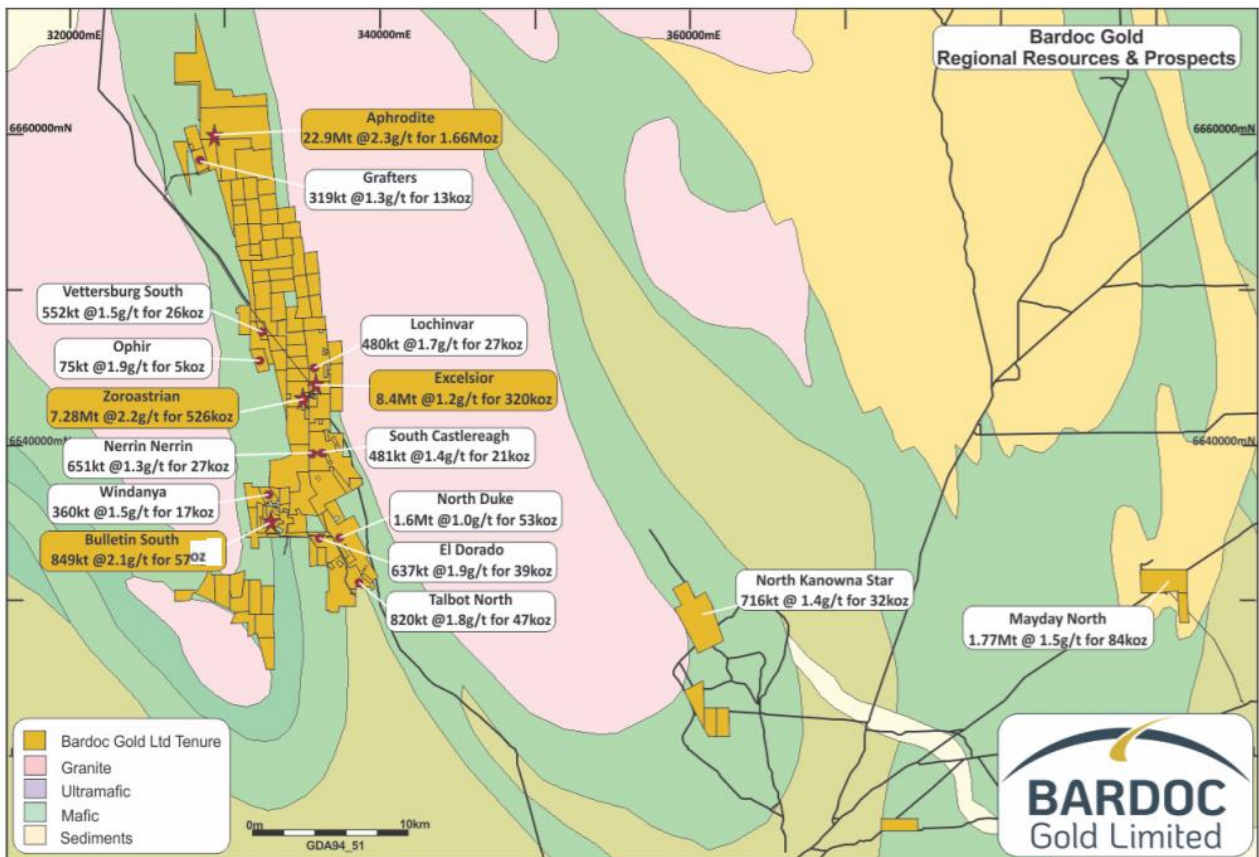 320000mE
340000mE
360000mE
Bardoc Gold
Regional Resources & Prospects
6660000mN
6660000mN
Aphrodite
22.9Mt @2.3g/t for 1.66Moz
Grafters
319kt @1.3g/t for 13koz
Vettersburg South
552kt @1.5g/t for 26koz
Lochinvar
480kt @1.7g/t for 27koz
Ophir
75kt @1.9g/t for 5koz
Excelsior
8.4Mt @1.2g/t for 320koz
Zoroastrian
7.28Mt @2.2g/t for 526koz
6640000mN
6640000mN
South Castlereagh
481kt @1.4g/t for 21koz
Nerrin Nerrin
651kt @1.3g/t for 27koz
Windanya
360kt @1.5g/t for 17koz
North Duke
1.6Mt @1.0g/t for 53koz
Bulletin South
849kt @2.1g/t for 57oz
El Dorado
637kt @1.9g/t for 39koz
Talbot North
820kt @1.8g/t for 47koz
North Kanowna Star
716kt @ 1.4g/t for 32koz
Mayday North
1.77Mt @ 1.5g/t for 84koz
Bardoc Gold Ltd Tenure
Granite
Ultramafic
Mafic
Sediments
0m 10km
GDA94_51
BARDOC
Gold Limited